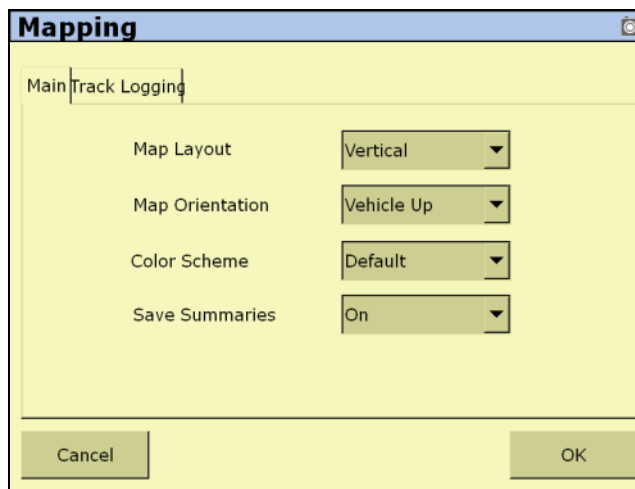 Mapping
Main Track Logging
Map Layout Vertical
Map Orientation Vehicle Up
Color Scheme Default
Save Summaries On
Cancel OK